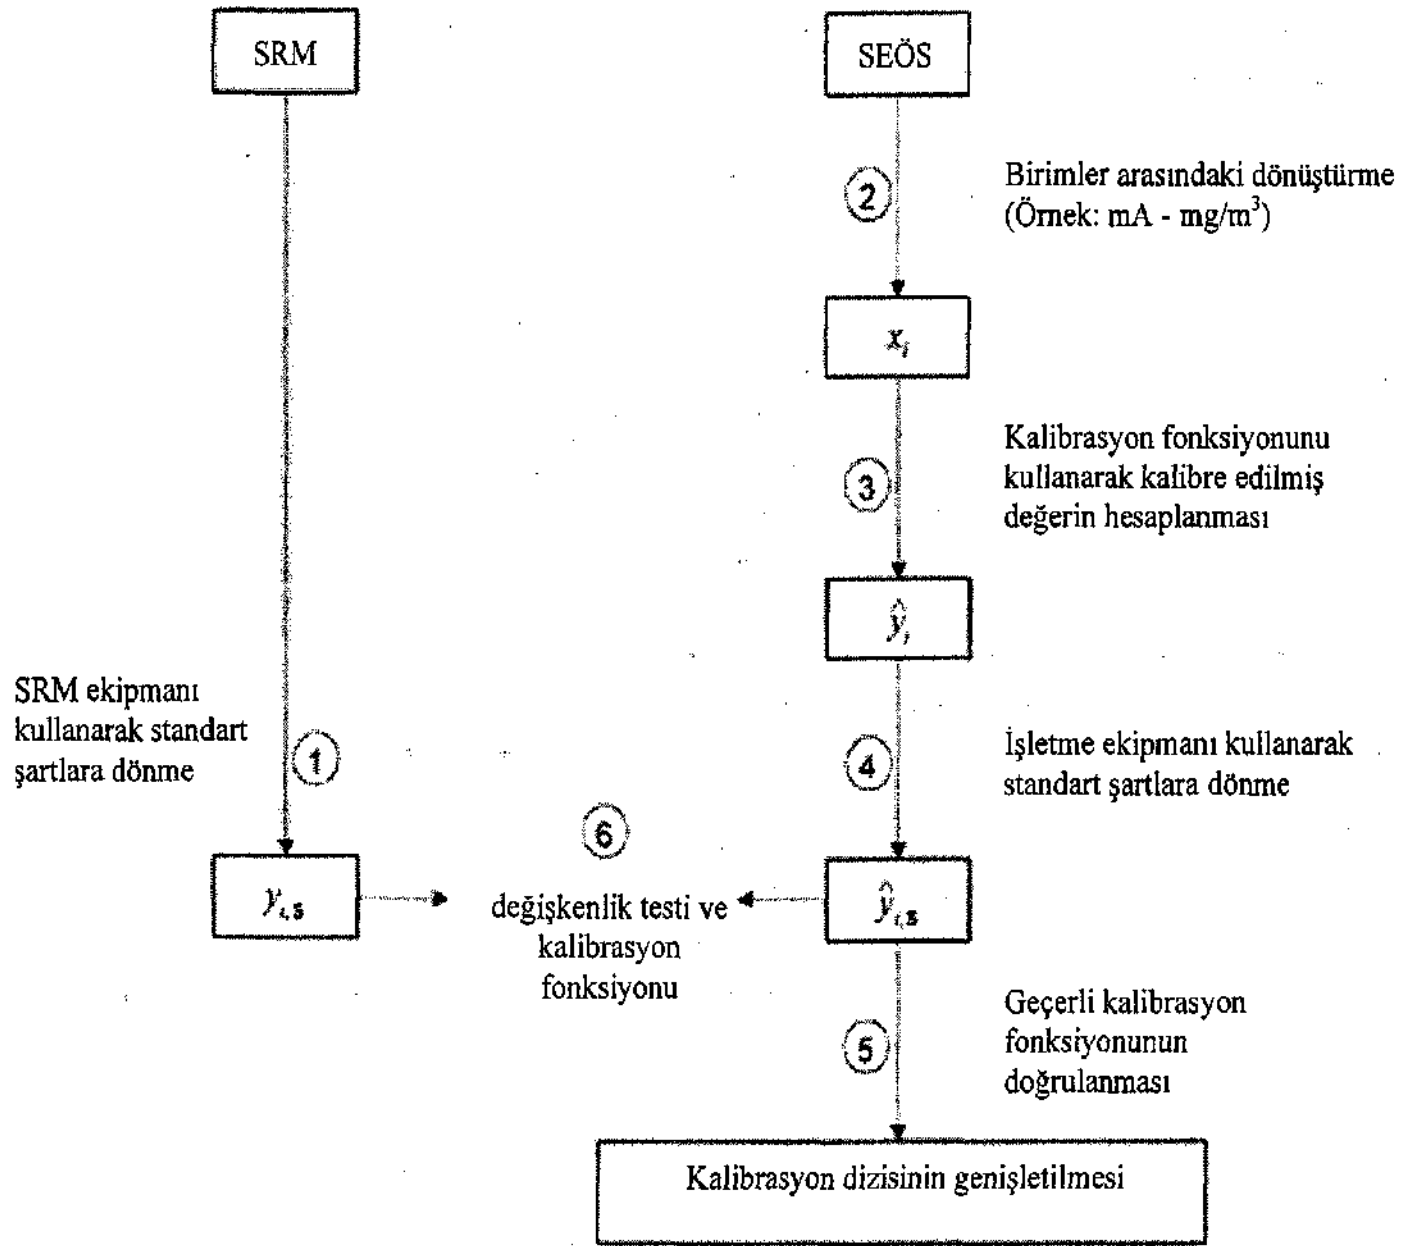 SRM
SEÖS
2
Birimler arasındaki dönüştürme
(Örnek: mA - mg/m³)
xᵢ
3
Kalibrasyon fonksiyonunu
kullanarak kalibre edilmiş
değerin hesaplanması
ŷᵢ
SRM ekipmanı
kullanarak standart
şartlara dönme
1
4
İşletme ekipmanı kullanarak
standart şartlara dönme
6
yᵢ,s
değişkenlik testi ve
kalibrasyon
fonksiyonu
ŷᵢ,s
5
Geçerli kalibrasyon
fonksiyonunun
doğrulanması
Kalibrasyon dizisinin genişletilmesi